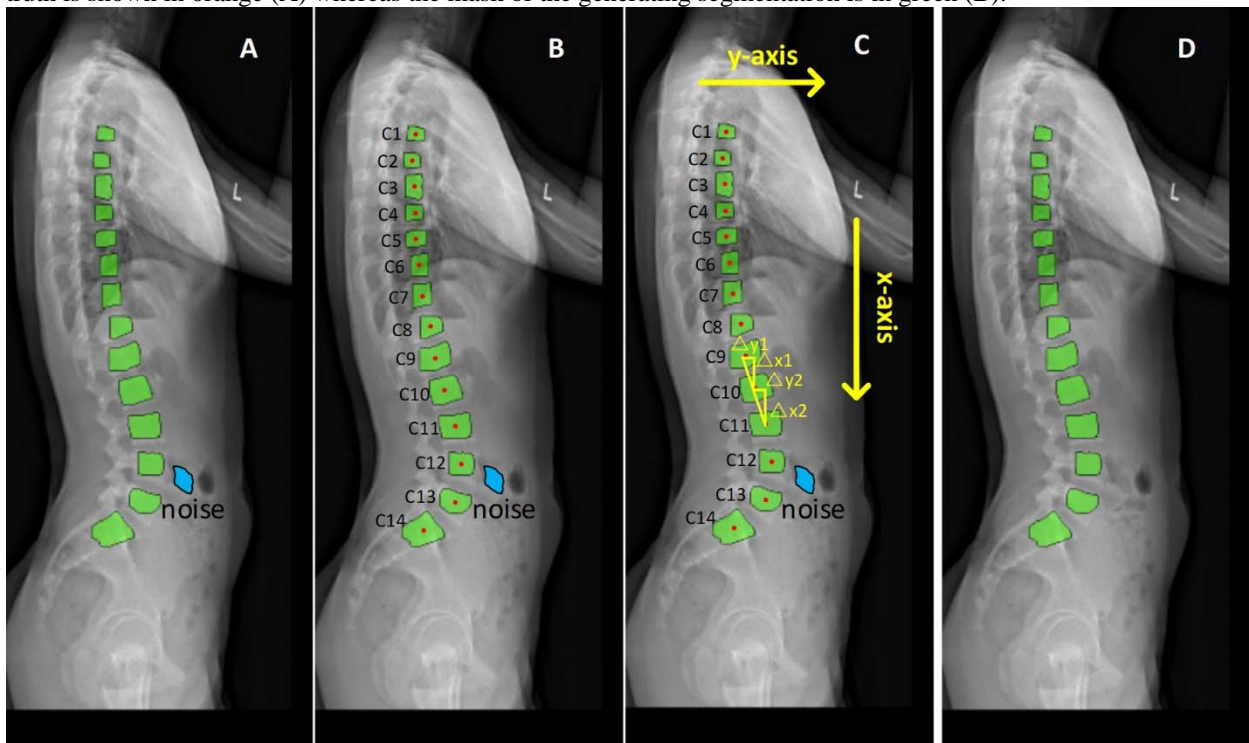 truth is shown in orange (A) whereas the mask of the generating segmentation is in green (B).
A
C1
C2
C3
C4
C5
C6
C7
C8
C9
C10
C11
C12
C13
C14
noise
L
B
C1
C2
C3
C4
C5
C6
C7
C8
C9
C10
C11
C12
C13
C14
noise
L
C
y-axis
x-axis
△y1
△x1
△y2
△x2
noise
L
D
L